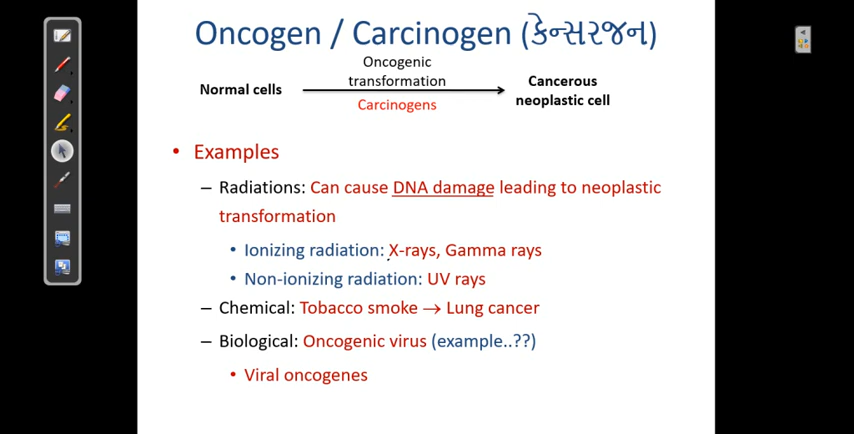 Oncogen / Carcinogen (કેન્સરજન)
Oncogenic
transformation
Normal cells
Carcinogens
Cancerous
neoplastic cell
• Examples
– Radiations: Can cause DNA damage leading to neoplastic
transformation
• Ionizing radiation: X-rays, Gamma rays
• Non-ionizing radiation: UV rays
– Chemical: Tobacco smoke → Lung cancer
– Biological: Oncogenic virus (example..??)
• Viral oncogenes